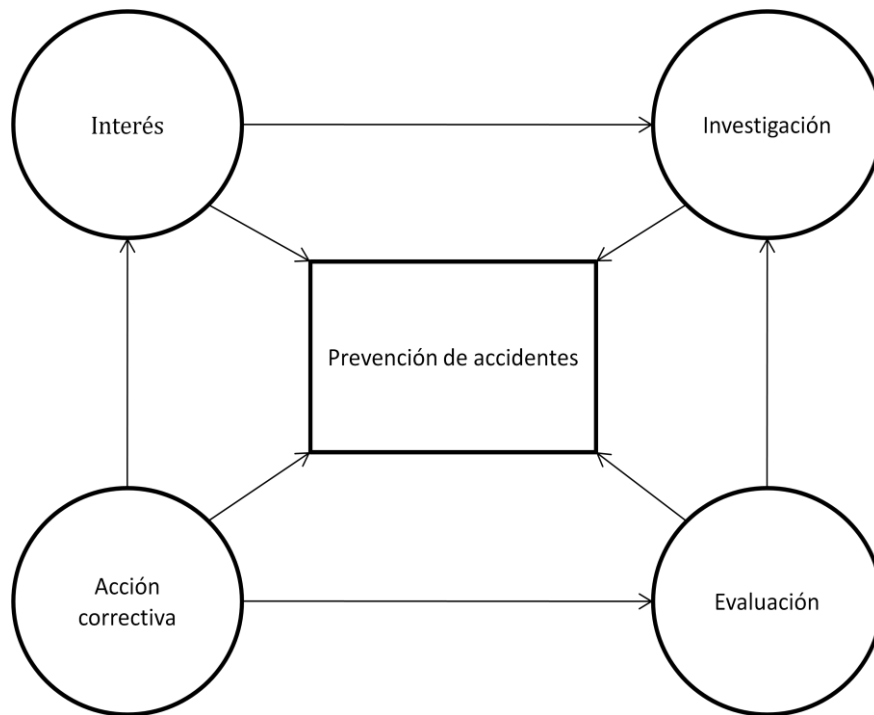 Interés
Investigación
Prevención de accidentes
Acción
correctiva
Evaluación